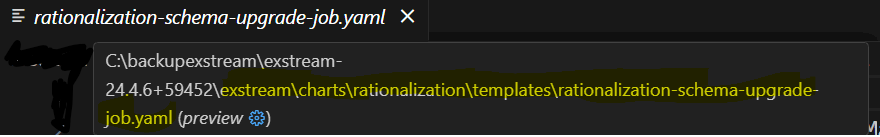 rationalization-schema-upgrade-job.yaml
C:\backupexstream\exstream-
24.4.6+59452\exstream\charts\rationalization\templates\rationalization-schema-upgrade-
job.yaml (preview)